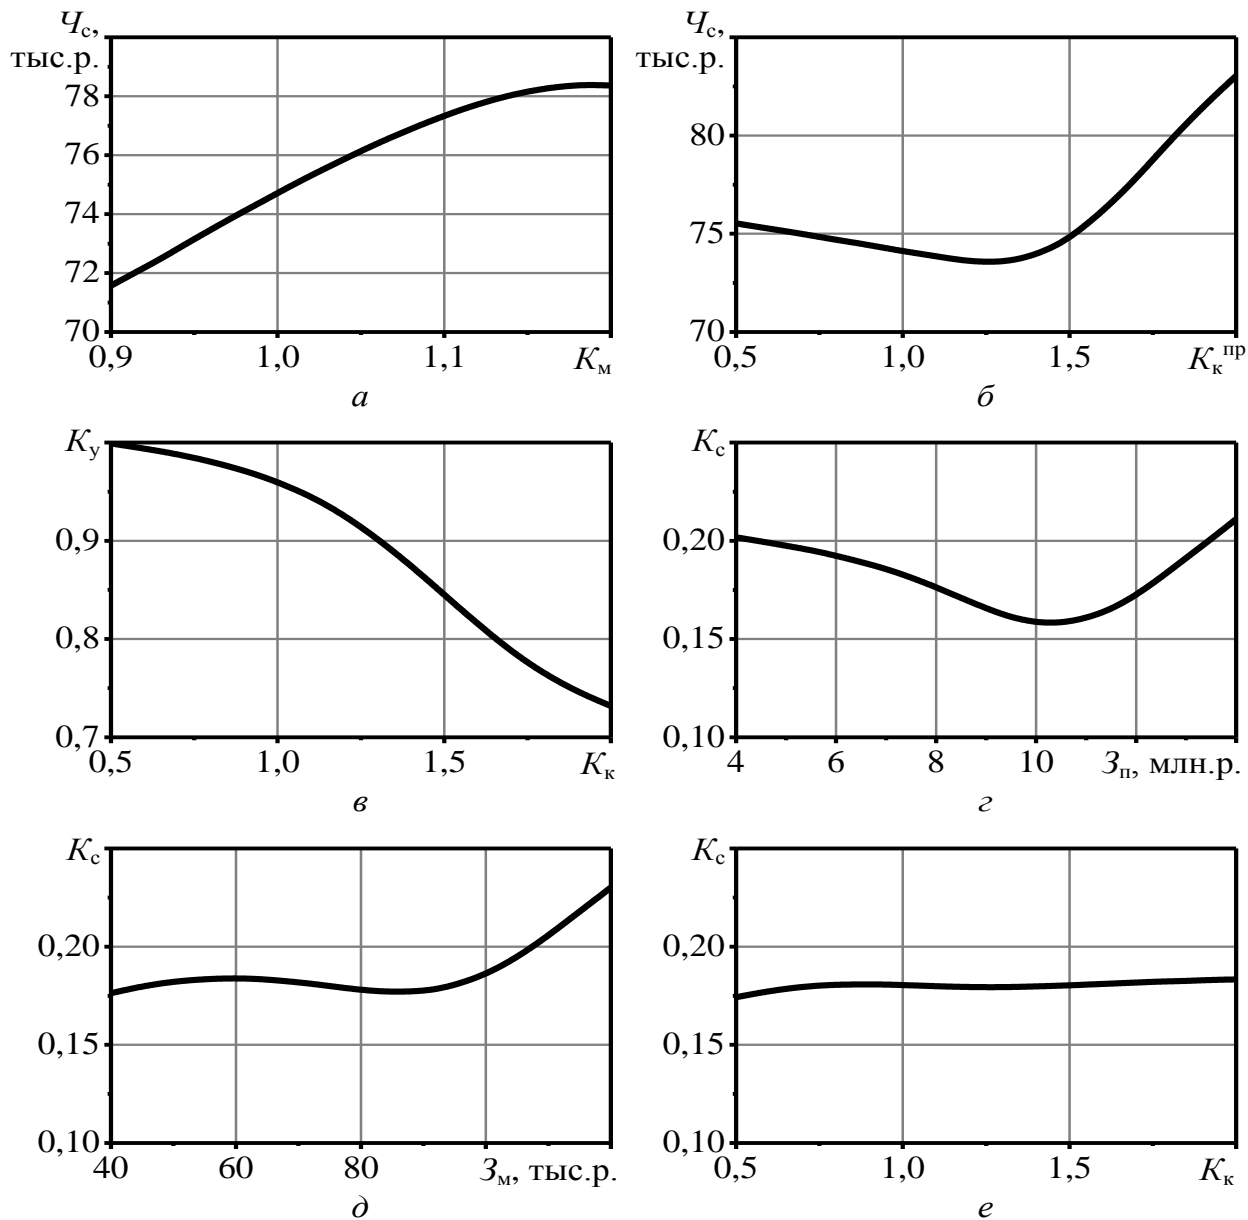 Чс,
тыс.р.
78
76
74
72
70
0,9 1,0 1,1 Км
а
Чс,
тыс.р.
80
75
70
0,5 1,0 1,5 Кк пр
б
Ку
0,9
0,8
0,7
0,5 1,0 1,5 Кк
в
Кс
0,20
0,15
0,10
4 6 8 10 Зп, млн.р.
г
Кс
0,20
0,15
0,10
40 60 80 Зм, тыс.р.
д
Кс
0,20
0,15
0,10
0,5 1,0 1,5 Кк
е